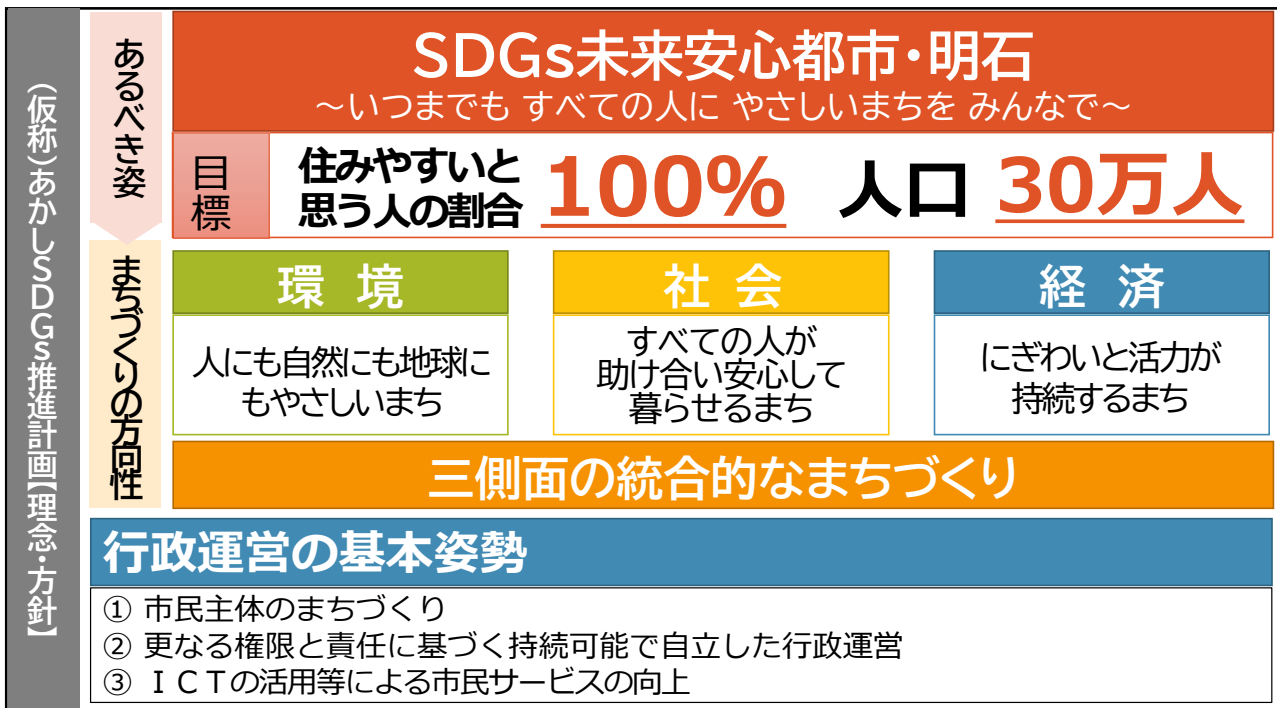 （仮称）あかしSDGs推進計画【理念・方針】
あるべき姿
SDGs未来安心都市・明石
～いつまでも すべての人に やさしいまちを みんなで～
目標
住みやすいと
思う人の割合
100%
人口
30万人
まちづくりの方向性
環 境
人にも自然にも地球に
もやさしいまち
社 会
すべての人が
助け合い安心して
暮らせるまち
経 済
にぎわいと活力が
持続するまち
三側面の統合的なまちづくり
行政運営の基本姿勢
① 市民主体のまちづくり
② 更なる権限と責任に基づく持続可能で自立した行政運営
③ ＩＣＴの活用等による市民サービスの向上